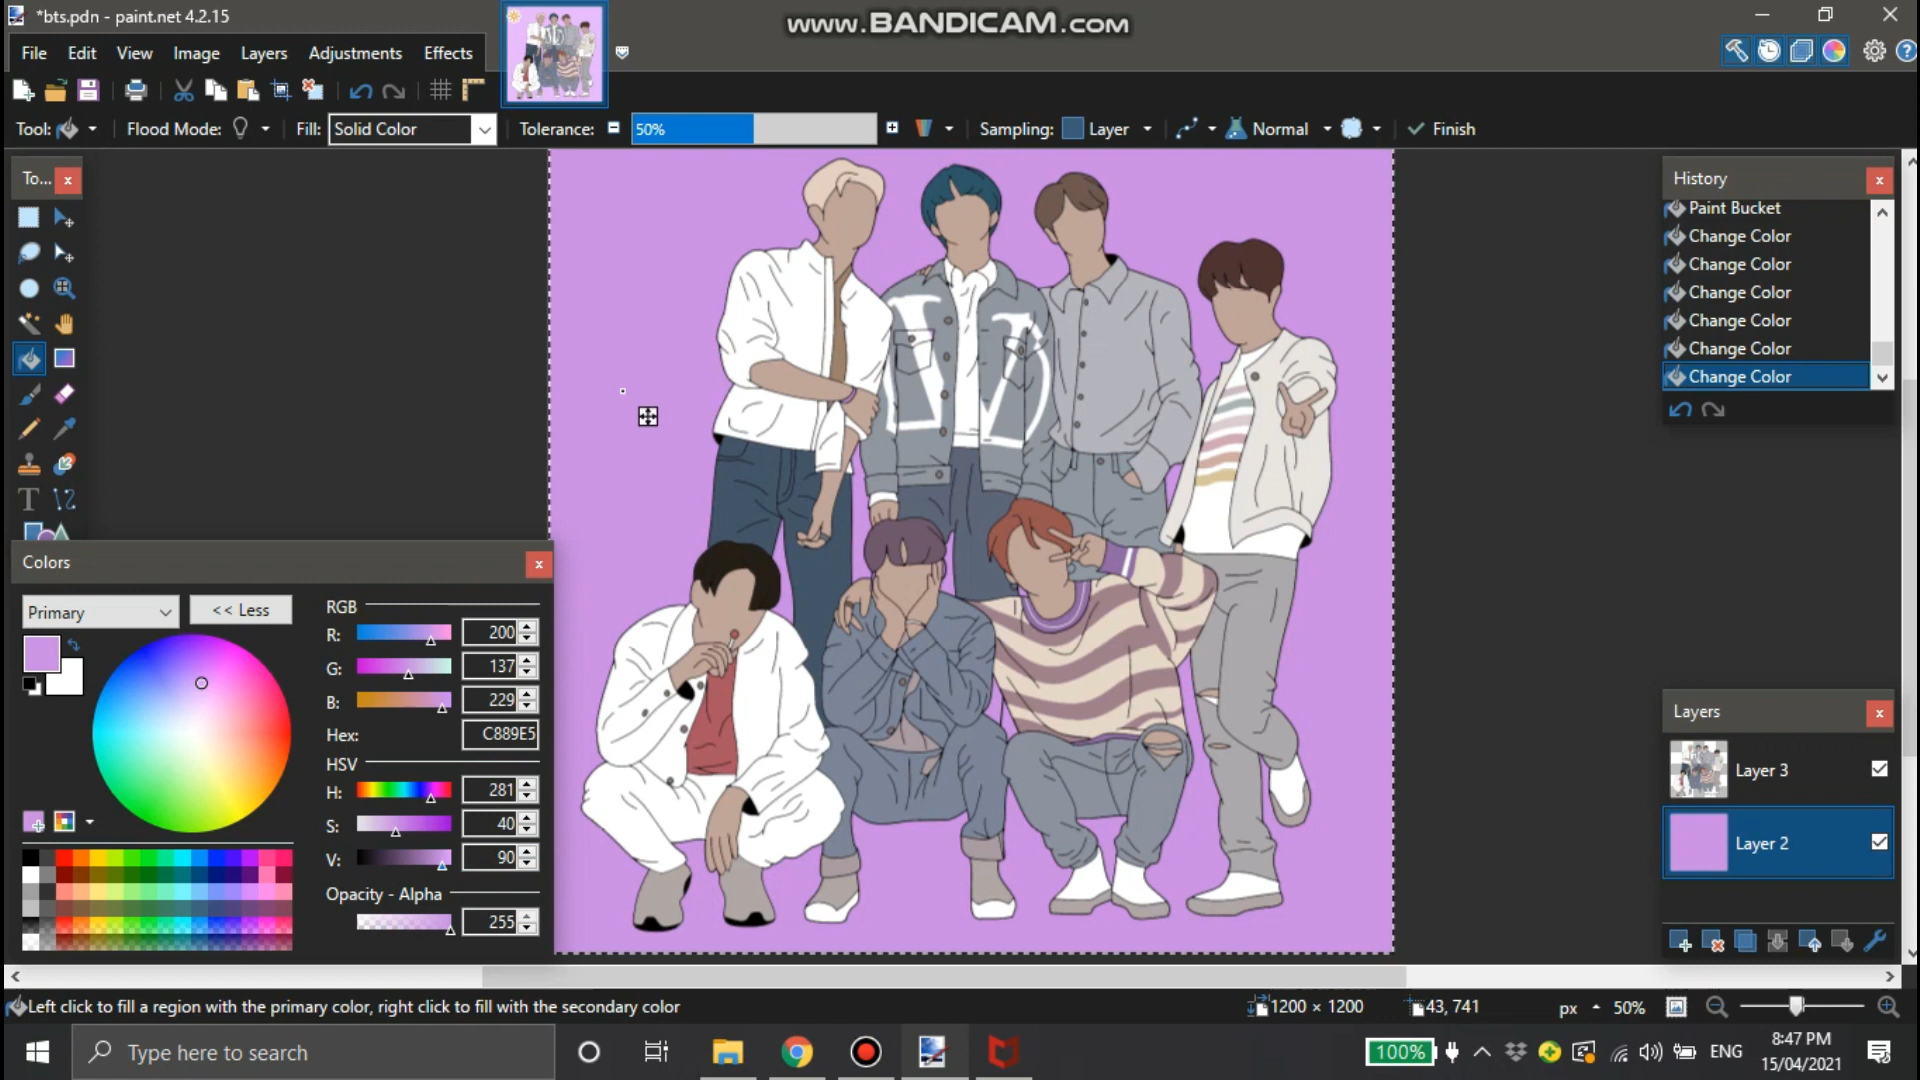 *bts.pdn - paint.net 4.2.15
www.BANDICAM.com
File Edit View Image Layers Adjustments Effects
Tool: Flood Mode: Fill: Solid Color Tolerance: 50% Sampling: Layer Normal Finish
To...
History
Paint Bucket
Change Color
Change Color
Change Color
Change Color
Change Color
Change Color
Colors
Primary
<< Less
RGB
R: 200
G: 137
B: 229
Hex: C889E5
HSV
H: 281
S: 40
V: 90
Opacity - Alpha
255
Layers
Layer 3
Layer 2
Left click to fill a region with the primary color, right click to fill with the secondary color
1200 × 1200
43, 741
px
50%
Type here to search
100%
ENG
8:47 PM
15/04/2021